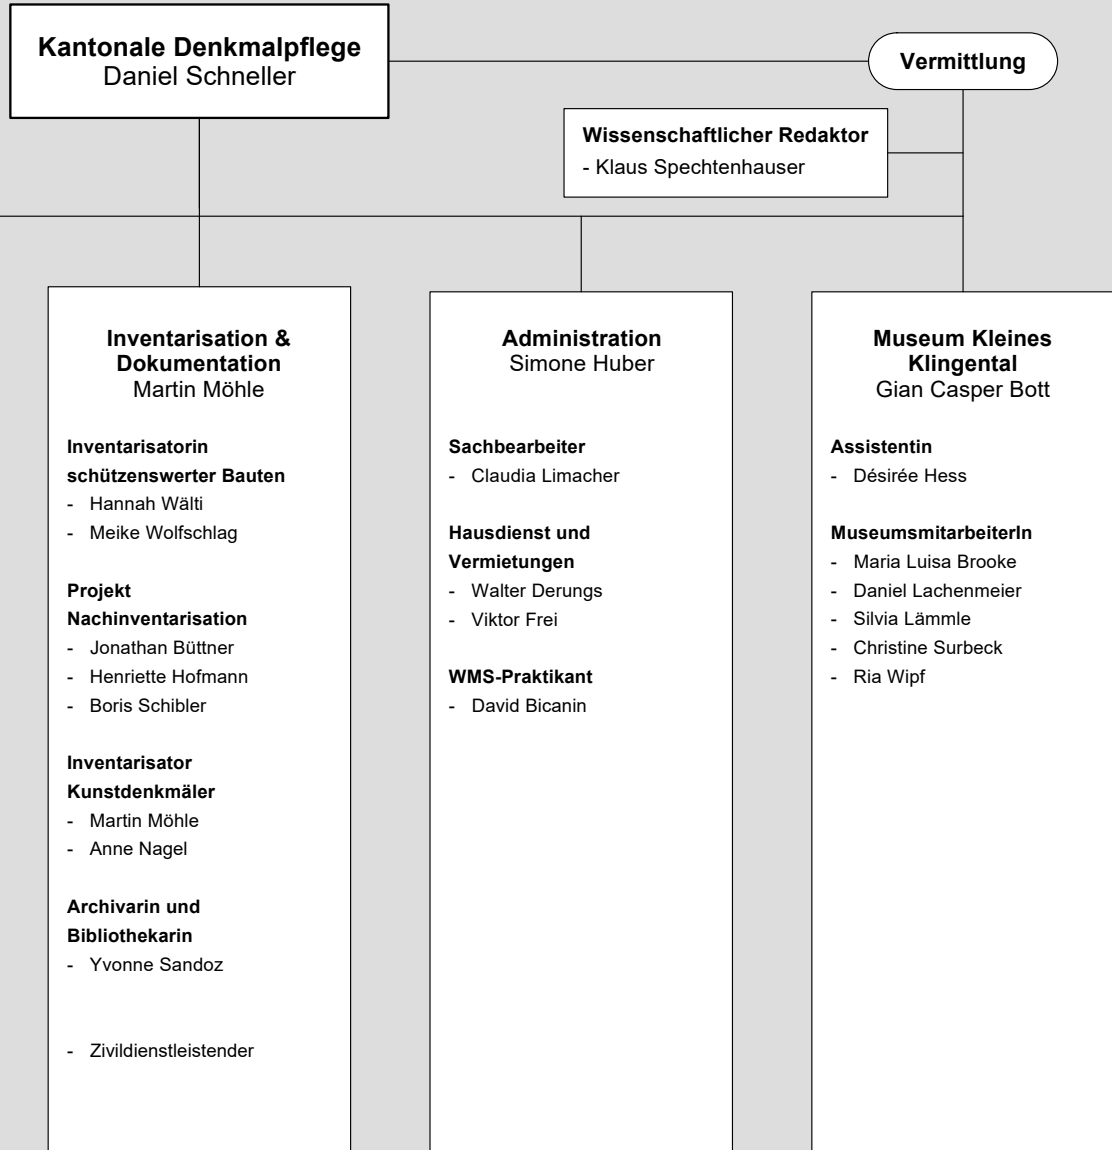 Kantonale Denkmalpflege
Daniel Schneller
Vermittlung
Wissenschaftlicher Redaktor
- Klaus Spechtenhauser
Inventarisation &
Dokumentation
Martin Möhle
Inventarisatorin
schützenswerter Bauten
- Hannah Wälti
- Meike Wolfschlag
Projekt
Nachinventarisation
- Jonathan Büttner
- Henriette Hofmann
- Boris Schibler
Inventarisator
Kunstdenkmäler
- Martin Möhle
- Anne Nagel
Archivarin und
Bibliothekarin
- Yvonne Sandoz
- Zivildienstleistender
Administration
Simone Huber
Sachbearbeiter
- Claudia Limacher
Hausdienst und
Vermietungen
- Walter Derungs
- Viktor Frei
WMS-Praktikant
- David Bicanin
Museum Kleines
Klingental
Gian Casper Bott
Assistentin
- Désirée Hess
MuseumsmitarbeiterIn
- Maria Luisa Brooke
- Daniel Lachenmeier
- Silvia Lämmle
- Christine Surbeck
- Ria Wipf